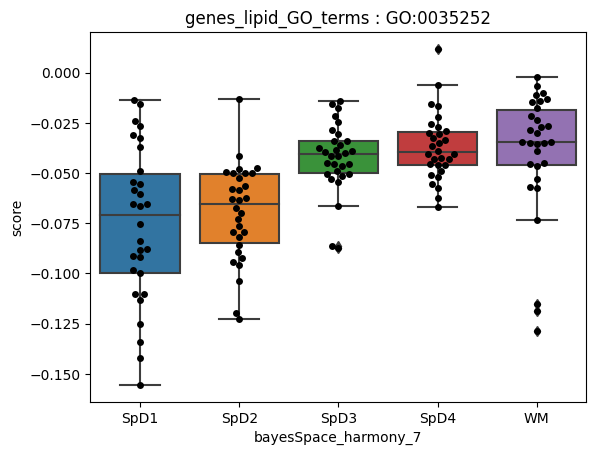 genes_lipid_GO_terms : GO:0035252
0.000
−0.025
−0.050
−0.075
−0.100
−0.125
−0.150
score
SpD1 SpD2 SpD3 SpD4 WM
bayesSpace_harmony_7